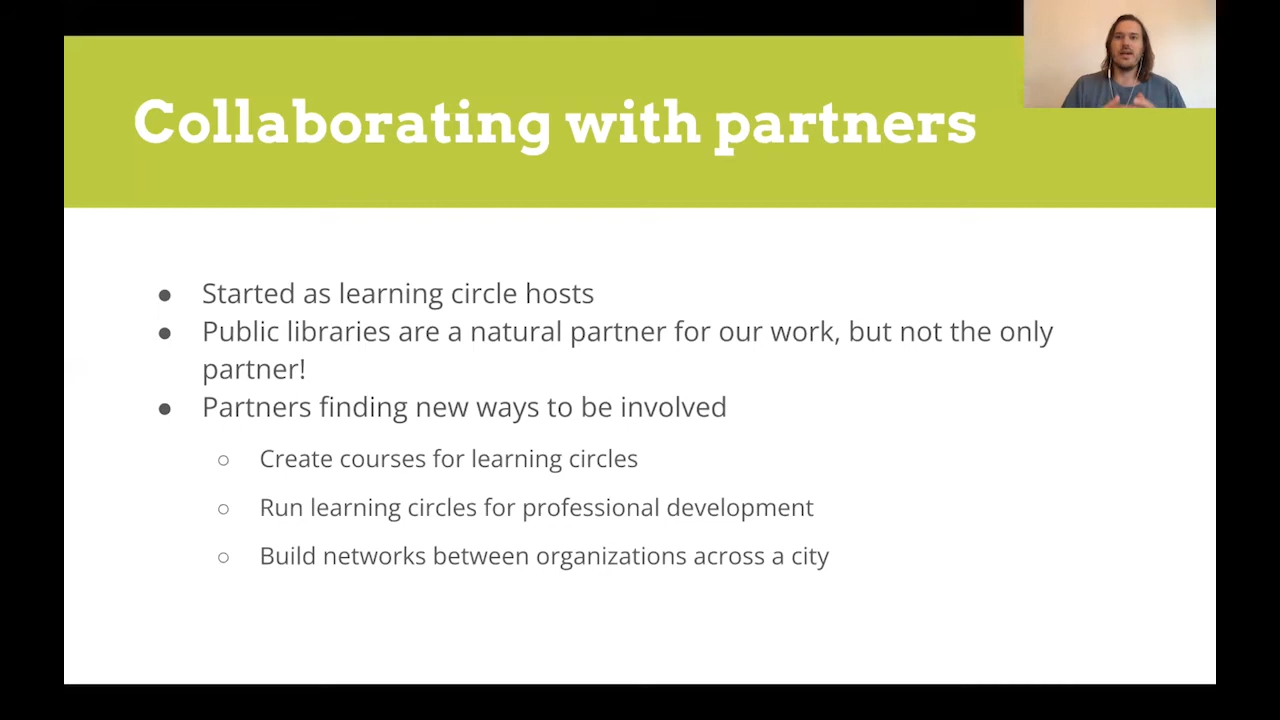 Collaborating with partners
● Started as learning circle hosts
● Public libraries are a natural partner for our work, but not the only
partner!
● Partners finding new ways to be involved
○ Create courses for learning circles
○ Run learning circles for professional development
○ Build networks between organizations across a city